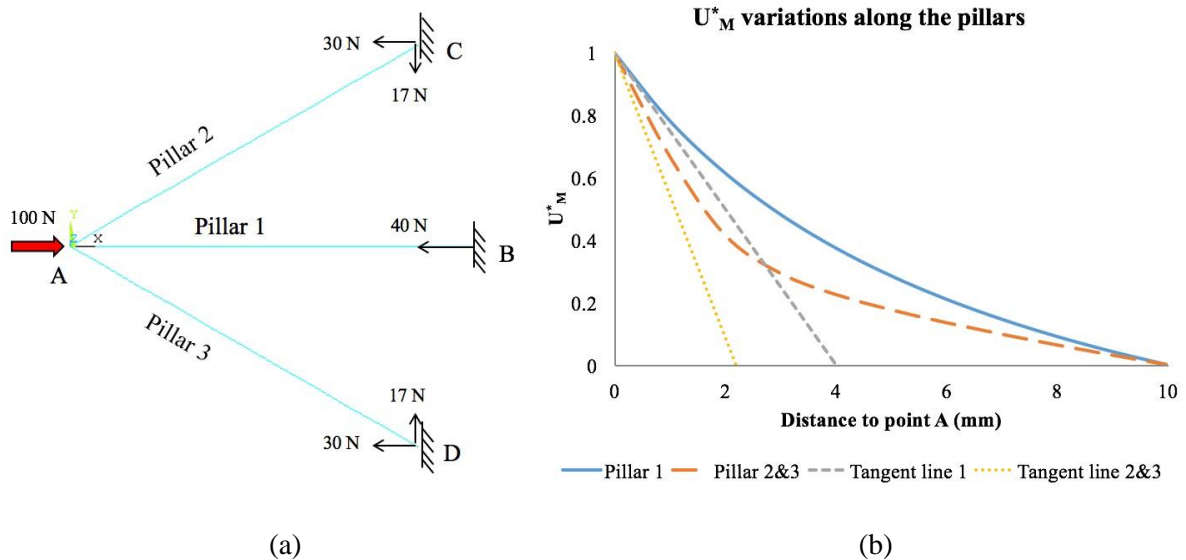 30 N
C
17 N
Pillar 2
100 N
Y
Z
X
Pillar 1
40 N
B
A
Pillar 3
17 N
30 N
D
(a)
U*M variations along the pillars
1
0.8
0.6
0.4
0.2
0
U*M
0 2 4 6 8 10
Distance to point A (mm)
Pillar 1 Pillar 2&3 Tangent line 1 Tangent line 2&3
(b)